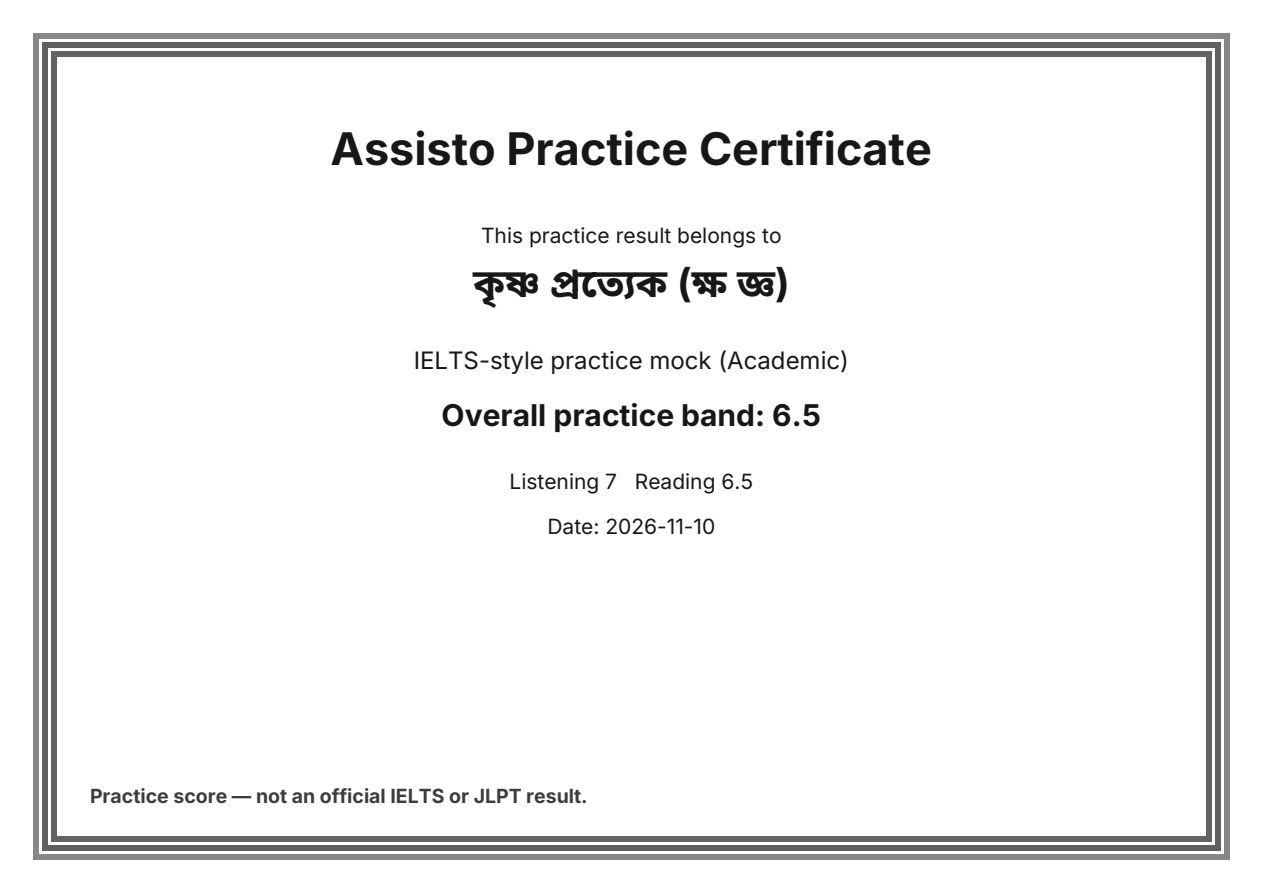 Assisto Practice Certificate
This practice result belongs to
কৃষ্ণ প্রত্যেক (ক্ষ জ্ঞ)
IELTS-style practice mock (Academic)
Overall practice band: 6.5
Listening 7 Reading 6.5
Date: 2026-11-10
Practice score — not an official IELTS or JLPT result.